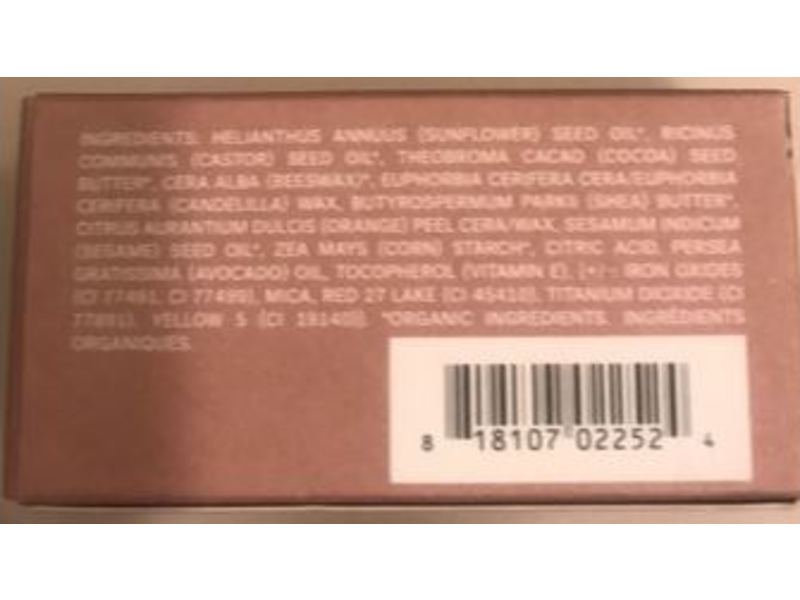 INGREDIENTS: HELIANTHUS ANNUUS (SUNFLOWER) SEED OIL*, RICINUS
COMMUNIS (CASTOR) SEED OIL*, THEOBROMA CACAO (COCOA) SEED
BUTTER*, CERA ALBA (BEESWAX)*, EUPHORBIA CERIFERA CERA/EUPHORBIA
CERIFERA (CANDELILLA) WAX, BUTYROSPERMUM PARKII (SHEA) BUTTER*,
CITRUS AURANTIUM DULCIS (ORANGE) PEEL CERA/WAX, SESAMUM INDICUM
(SESAME) SEED OIL*, ZEA MAYS (CORN) STARCH*, CITRIC ACID, PERSEA
GRATISSIMA (AVOCADO) OIL, TOCOPHEROL (VITAMIN E). [+/- : IRON OXIDES
(CI 77491, CI 77499), MICA, RED 27 LAKE (CI 45410), TITANIUM DIOXIDE (CI
77891), YELLOW 5 (CI 19140)]. *ORGANIC INGREDIENTS. INGRÉDIENTS
ORGANIQUES.
8 18107 02252 4